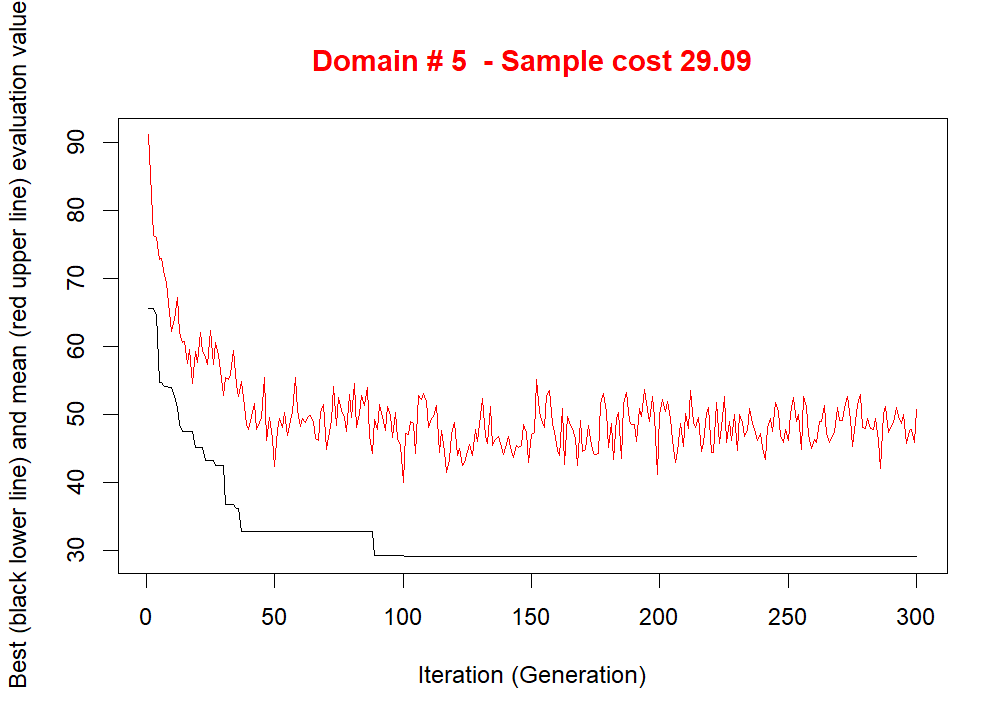 Domain # 5  - Sample cost 29.09
Best (black lower line) and mean (red upper line) evaluation value
90
80
70
60
50
40
30
0 50 100 150 200 250 300
Iteration (Generation)